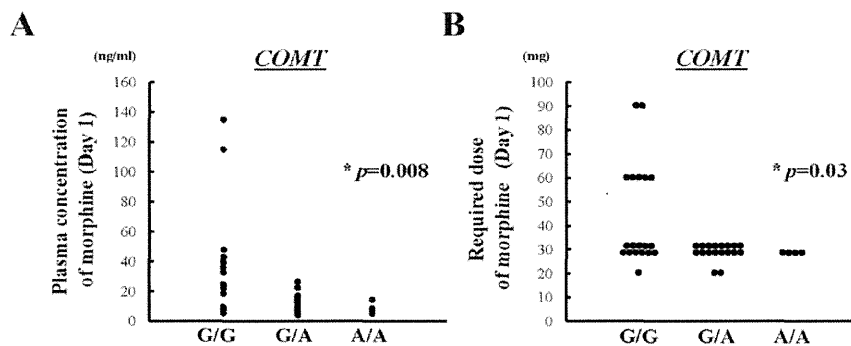 A
(ng/ml)
COMT
Plasma concentration
of morphine (Day 1)
160
140
120
100
80
60
40
20
0
* p=0.008
G/G G/A A/A
B
(mg)
COMT
Required dose
of morphine (Day 1)
100
90
80
70
60
50
40
30
20
10
0
* p=0.03
G/G G/A A/A